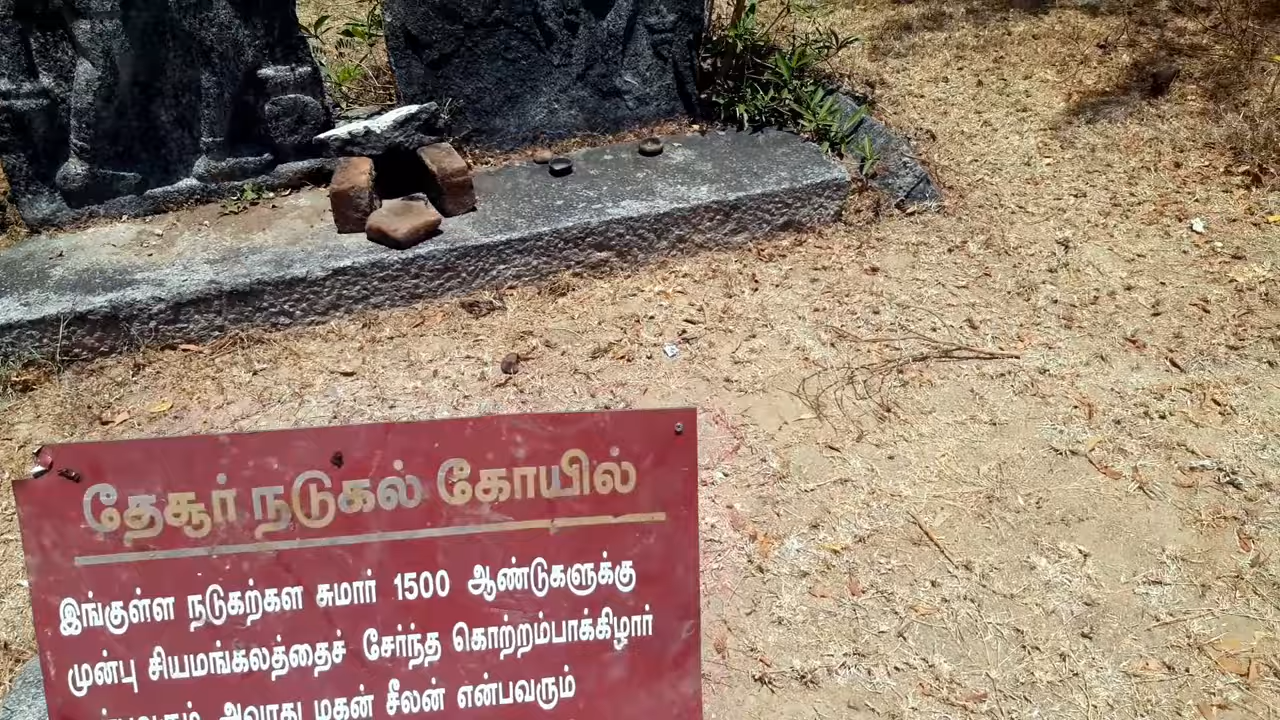 தேசூர் நடுகல் கோயில்
இங்குள்ள நடுகற்கள சுமார் 1500 ஆண்டுகளுக்கு
முன்பு சியமங்கலத்தைச் சேர்ந்த கொற்றம்பாக்கிழார்
அவரது மகன் சீலன் என்பவரும்